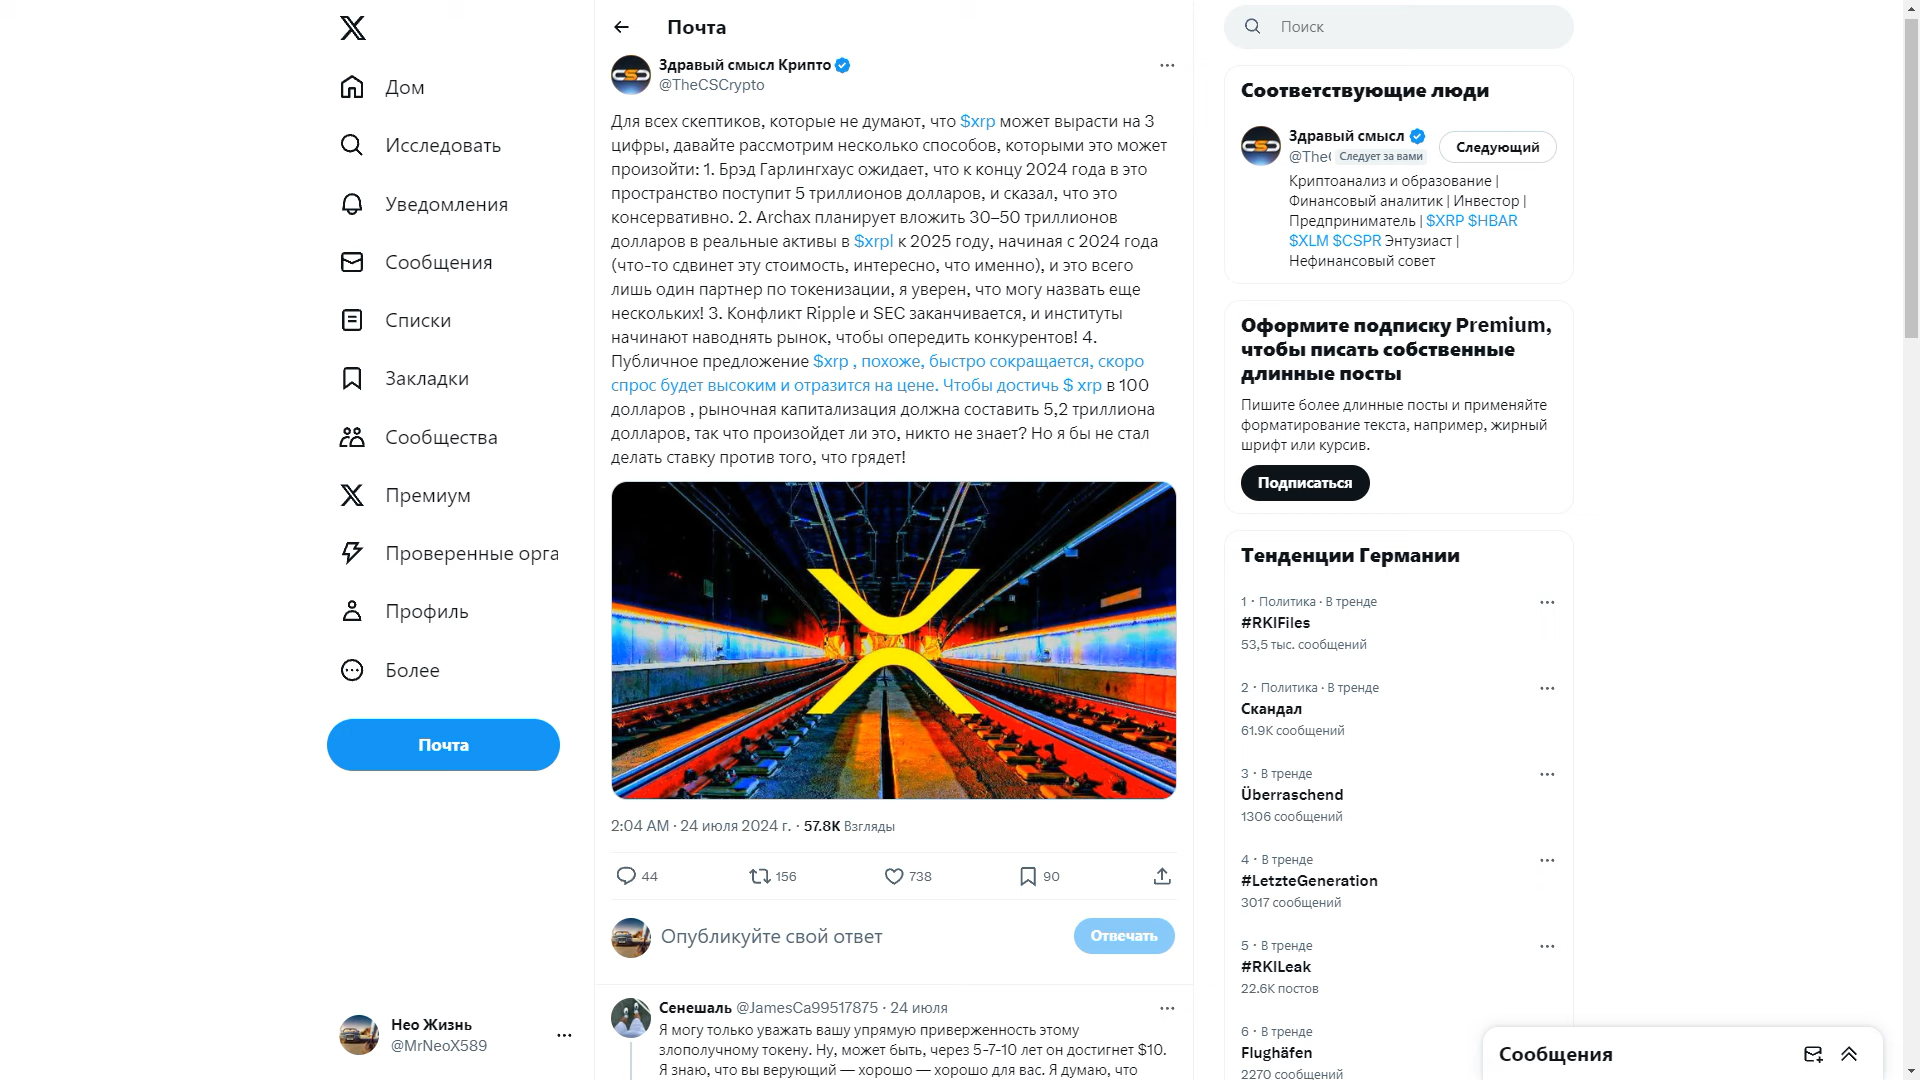 Дом
Исследовать
Уведомления
Сообщения
Списки
Закладки
Сообщества
Премиум
Проверенные орга
Профиль
Более
Почта
Нео Жизнь
@MrNeoX589
Почта
Здравый смысл Крипто
@TheCSCrypto
Для всех скептиков, которые не думают, что $xrp может вырасти на 3
цифры, давайте рассмотрим несколько способов, которыми это может
произойти: 1. Брэд Гарлингхаус ожидает, что к концу 2024 года в это
пространство поступит 5 триллионов долларов, и сказал, что это
консервативно. 2. Archax планирует вложить 30–50 триллионов
долларов в реальные активы в $xrpl к 2025 году, начиная с 2024 года
(что-то сдвинет эту стоимость, интересно, что именно), и это всего
лишь один партнер по токенизации, я уверен, что могу назвать еще
нескольких! 3. Конфликт Ripple и SEC заканчивается, и институты
начинают наводнять рынок, чтобы опередить конкурентов! 4.
Публичное предложение $xrp , похоже, быстро сокращается, скоро
спрос будет высоким и отразится на цене. Чтобы достичь $ xrp в 100
долларов , рыночная капитализация должна составить 5,2 триллиона
долларов, так что произойдет ли это, никто не знает? Но я бы не стал
делать ставку против того, что грядет!
2:04 AM · 24 июля 2024 г. · 57.8K Взгляды
44 156 738 90
Опубликуйте свой ответ
Отвечать
Сенешаль @JamesCa99517875 · 24 июля
Я могу только уважать вашу упрямую приверженность этому
злополучному токену. Ну, может быть, через 5-7-10 лет он достигнет $10.
Я знаю, что вы верующий — хорошо — хорошо для вас. Я думаю, что
Поиск
Соответствующие люди
Здравый смысл
@The Следует за вами
Следующий
Криптоанализ и образование |
Финансовый аналитик | Инвестор |
Предприниматель | $XRP $HBAR
$XLM $CSPR Энтузиаст |
Нефинансовый совет
Оформите подписку Premium,
чтобы писать собственные
длинные посты
Пишите более длинные посты и применяйте
форматирование текста, например, жирный
шрифт или курсив.
Подписаться
Тенденции Германии
1 · Политика · В тренде
#RKIFiles
53,5 тыс. сообщений
2 · Политика · В тренде
Скандал
61.9K сообщений
3 · В тренде
Überraschend
1306 сообщений
4 · В тренде
#LetzteGeneration
3017 сообщений
5 · В тренде
#RKILeak
22.6K постов
6 · В тренде
Flughäfen
2270 сообщений
Сообщения